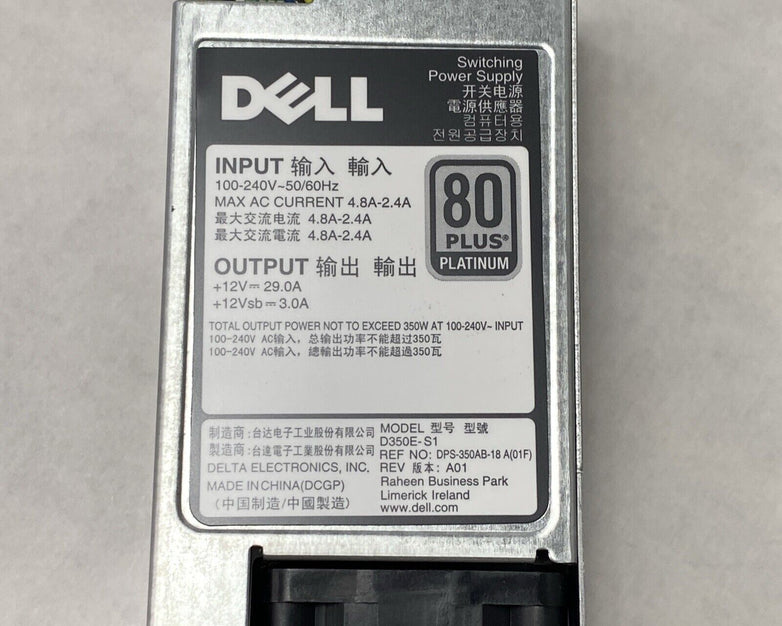 DELL
Switching
Power Supply
开关电源
電源供應器
컴퓨터용
전원공급장치
INPUT 输入 輸入
100-240V~50/60Hz
MAX AC CURRENT 4.8A-2.4A
最大交流电流 4.8A-2.4A
最大交流電流 4.8A-2.4A
80
PLUS®
PLATINUM
OUTPUT 输出 輸出
+12V⎓ 29.0A
+12Vsb⎓ 3.0A
TOTAL OUTPUT POWER NOT TO EXCEED 350W AT 100-240V~ INPUT
100-240V AC输入，总输出功率不能超过350瓦
100-240V AC輸入，總輸出功率不能超過350瓦
制造商:台达电子工业股份有限公司
製造商:台達電子工業股份有限公司
DELTA ELECTRONICS, INC.
MADE IN CHINA(DCGP)
(中国制造/中國製造)
MODEL 型号 型號
D350E-S1
REF NO: DPS-350AB-18 A(01F)
REV 版本: A01
Raheen Business Park
Limerick Ireland
www.dell.com